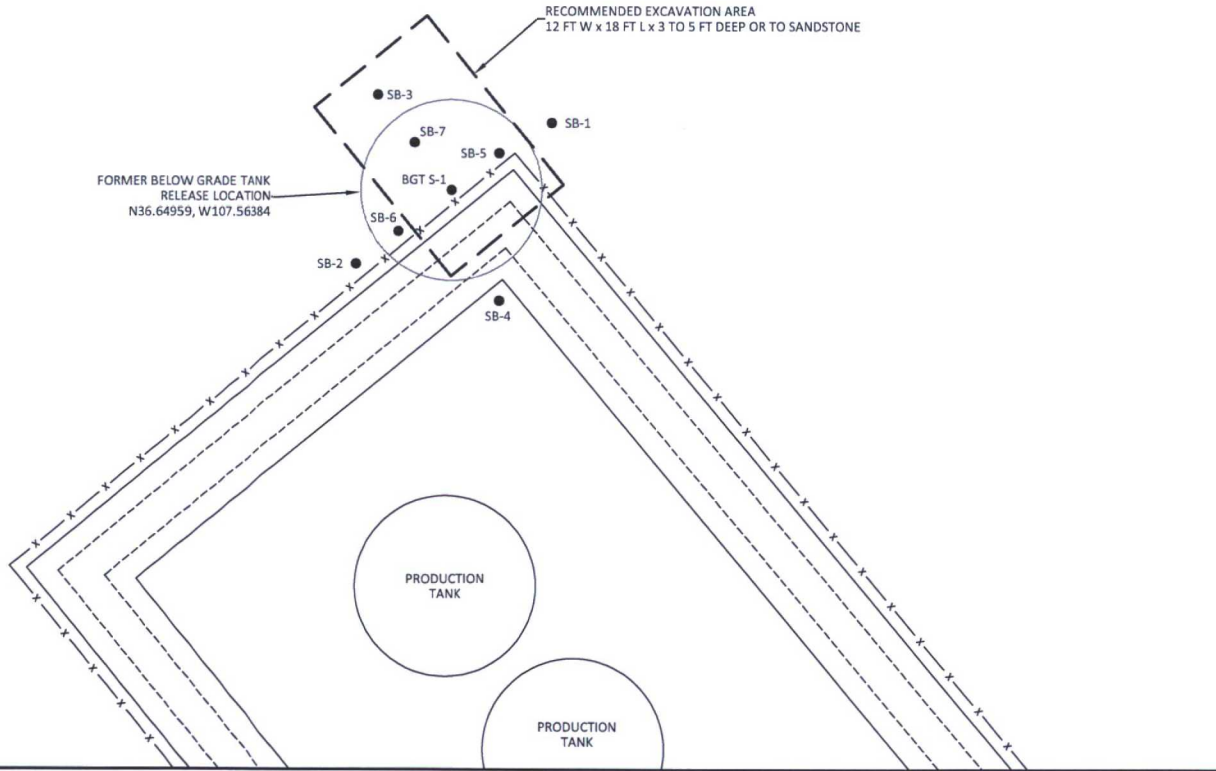 RECOMMENDED EXCAVATION AREA
12 FT W x 18 FT L x 3 TO 5 FT DEEP OR TO SANDSTONE
SB-3
SB-1
SB-7
SB-5
FORMER BELOW GRADE TANK
RELEASE LOCATION
N36.64959, W107.56384
BGT S-1
SB-6
SB-2
SB-4
PRODUCTION
TANK
PRODUCTION
TANK